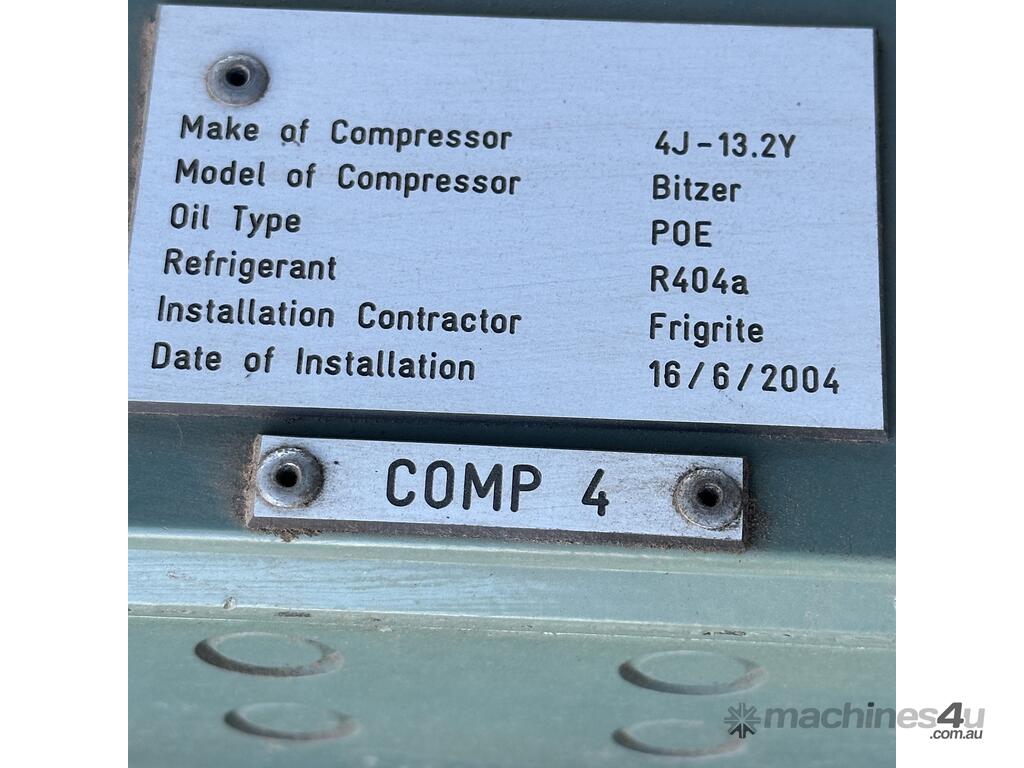 Make of Compressor 4J-13.2Y
Model of Compressor Bitzer
Oil Type POE
Refrigerant R404a
Installation Contractor Frigrite
Date of Installation 16/6/2004
COMP 4
machines4u
.com.au